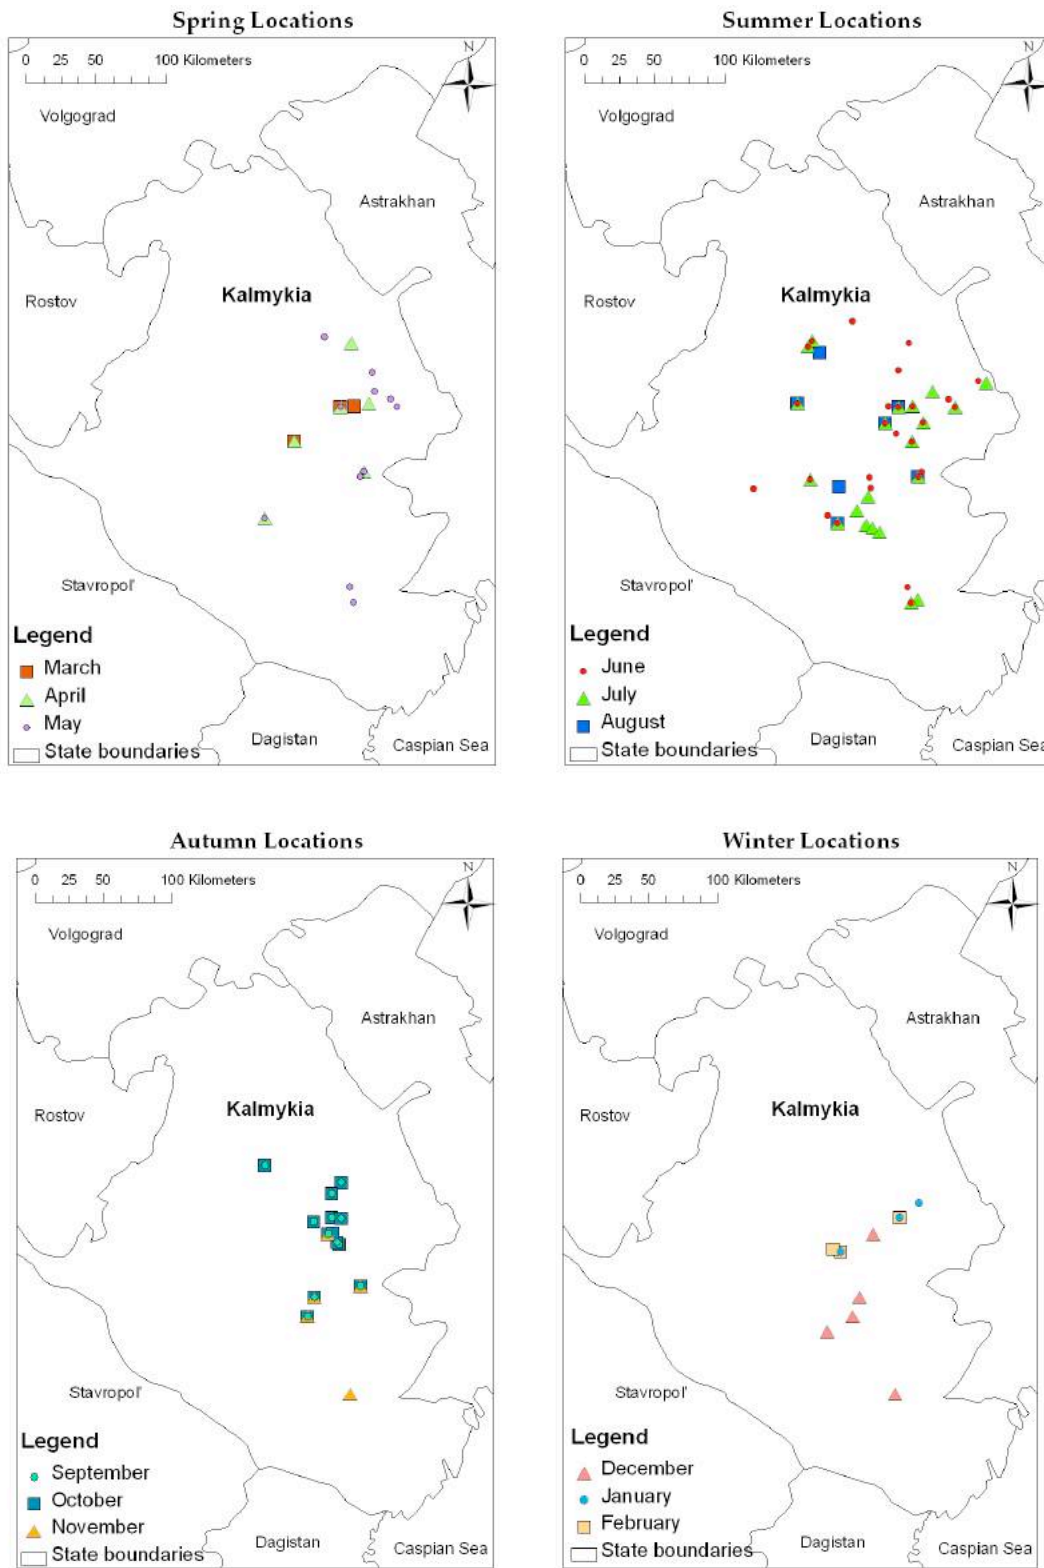 Spring Locations
N
0 25 50 100 Kilometers
Volgograd
Astrakhan
Rostov
Kalmykia
Stavropol'
Legend
March
April
May
State boundaries
Dagistan
Caspian Sea
Summer Locations
N
0 25 50 100 Kilometers
Volgograd
Astrakhan
Rostov
Kalmykia
Stavropol'
Legend
June
July
August
State boundaries
Dagistan
Caspian Sea
Autumn Locations
N
0 25 50 100 Kilometers
Volgograd
Astrakhan
Rostov
Kalmykia
Stavropol'
Legend
September
October
November
State boundaries
Dagistan
Caspian Sea
Winter Locations
N
0 25 50 100 Kilometers
Volgograd
Astrakhan
Rostov
Kalmykia
Stavropol'
Legend
December
January
February
State boundaries
Dagistan
Caspian Sea